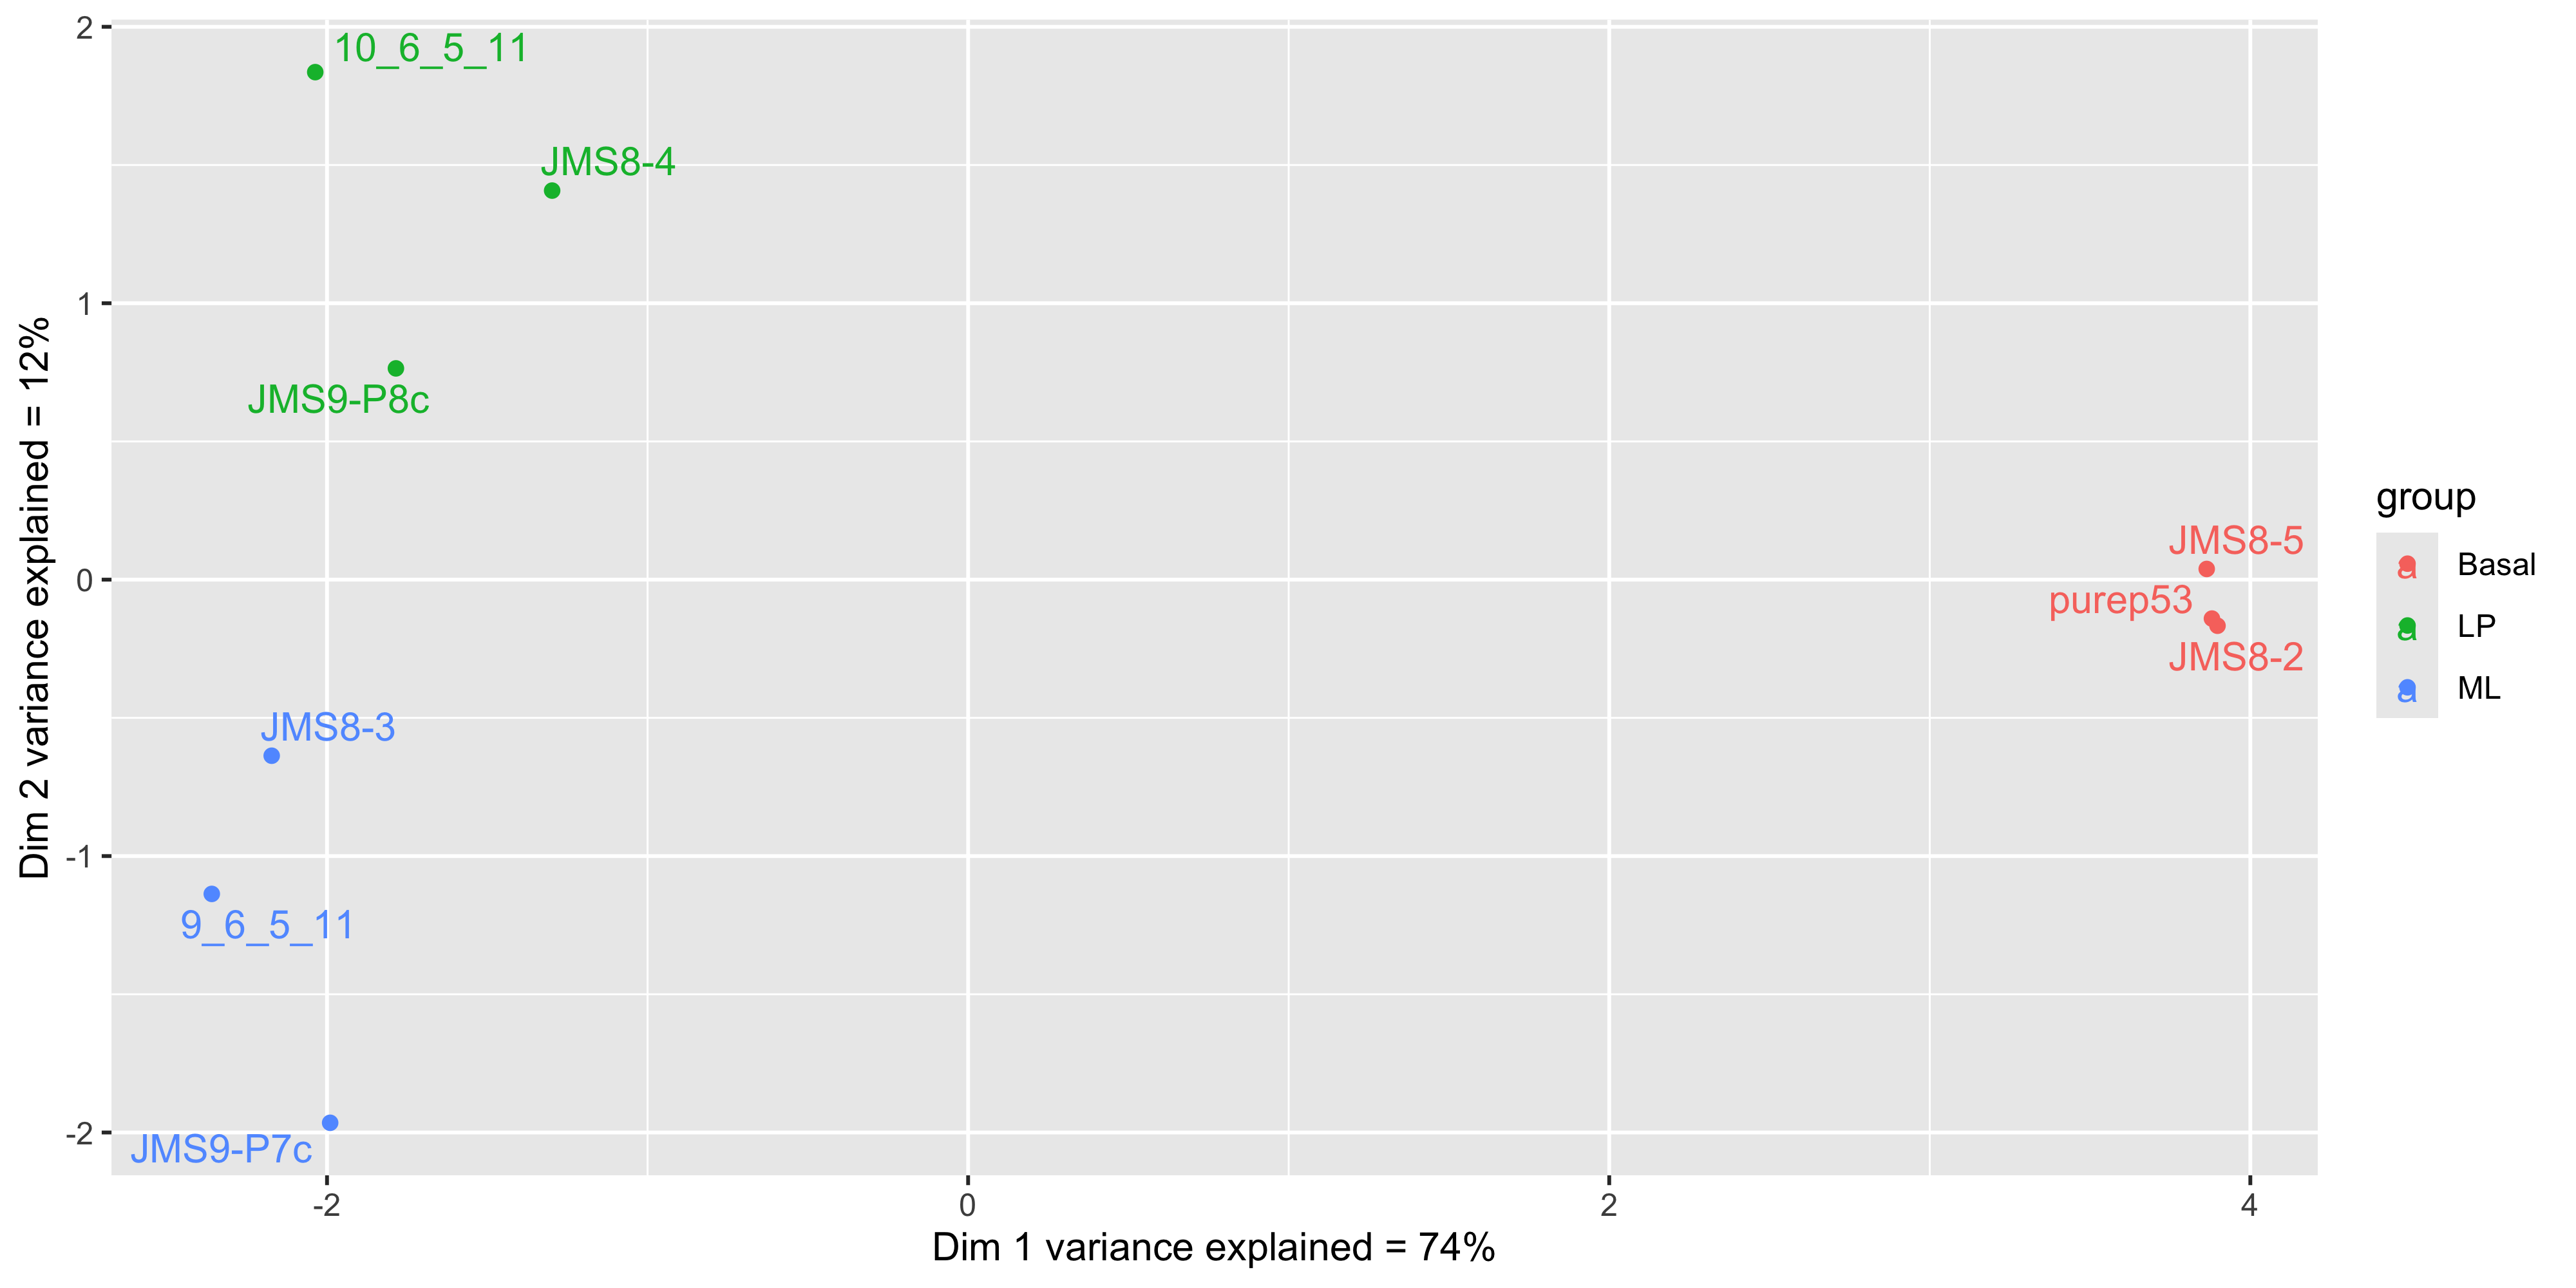 2
10_6_5_11
JMS8-4
1
JMS9-P8c
JMS8-5
0
purep53
JMS8-2
JMS8-3
-1
9_6_5_11
-2
JMS9-P7c
-2
0
2
4
Dim 1 variance explained = 74%
Dim 2 variance explained = 12%
group
a Basal
a LP
a ML